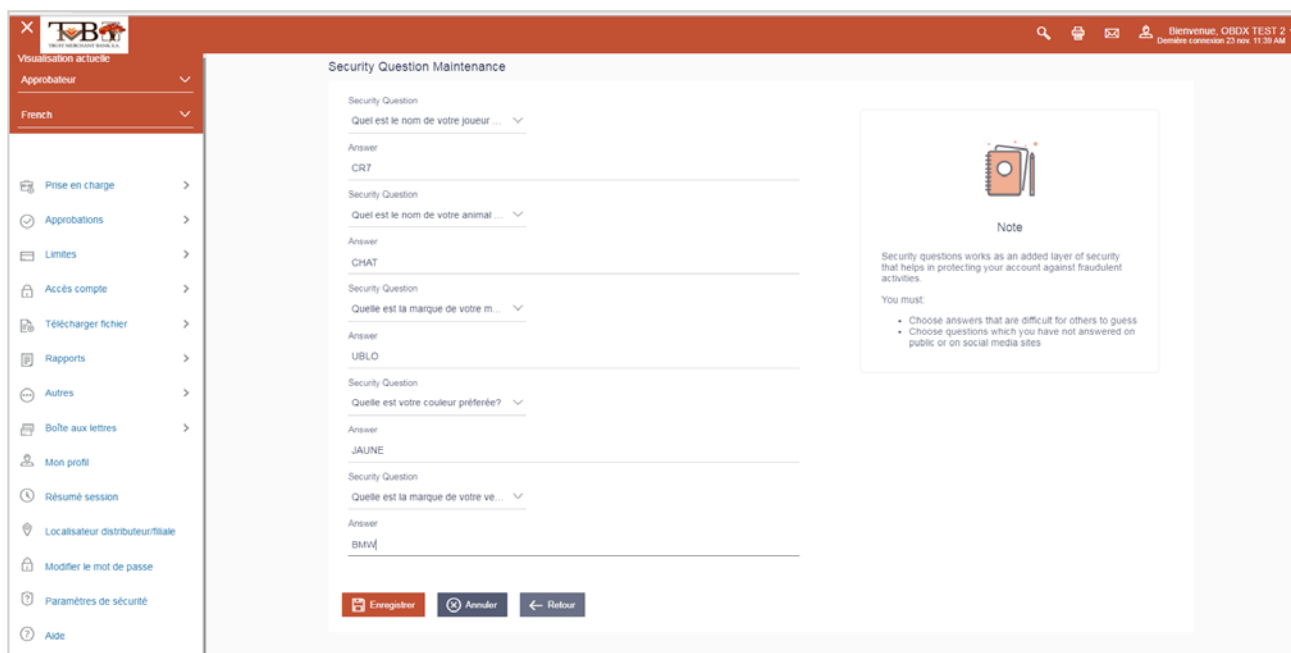 TMBT
TRUST MERCHANT BANK S.A.
Bienvenue, OBDX TEST 2
Dernière connexion 23 nov. 11:39 AM
Visualisation actuelle
Approbateur
French
Prise en charge
Approbations
Limites
Accès compte
Télécharger fichier
Rapports
Autres
Boîte aux lettres
Mon profil
Résumé session
Localisateur distributeur/filiale
Modifier le mot de passe
Paramètres de sécurité
Aide
Security Question Maintenance
Security Question
Quel est le nom de votre joueur ...
Answer
CR7
Security Question
Quel est le nom de votre animal ...
Answer
CHAT
Security Question
Quelle est la marque de votre m...
Answer
UBLO
Security Question
Quelle est votre couleur préferée?
Answer
JAUNE
Security Question
Quelle est la marque de votre ve...
Answer
BMW
Enregistrer
Annuler
Retour
Note
Security questions works as an added layer of security
that helps in protecting your account against fraudulent
activities.
You must:
• Choose answers that are difficult for others to guess
• Choose questions which you have not answered on
public or on social media sites